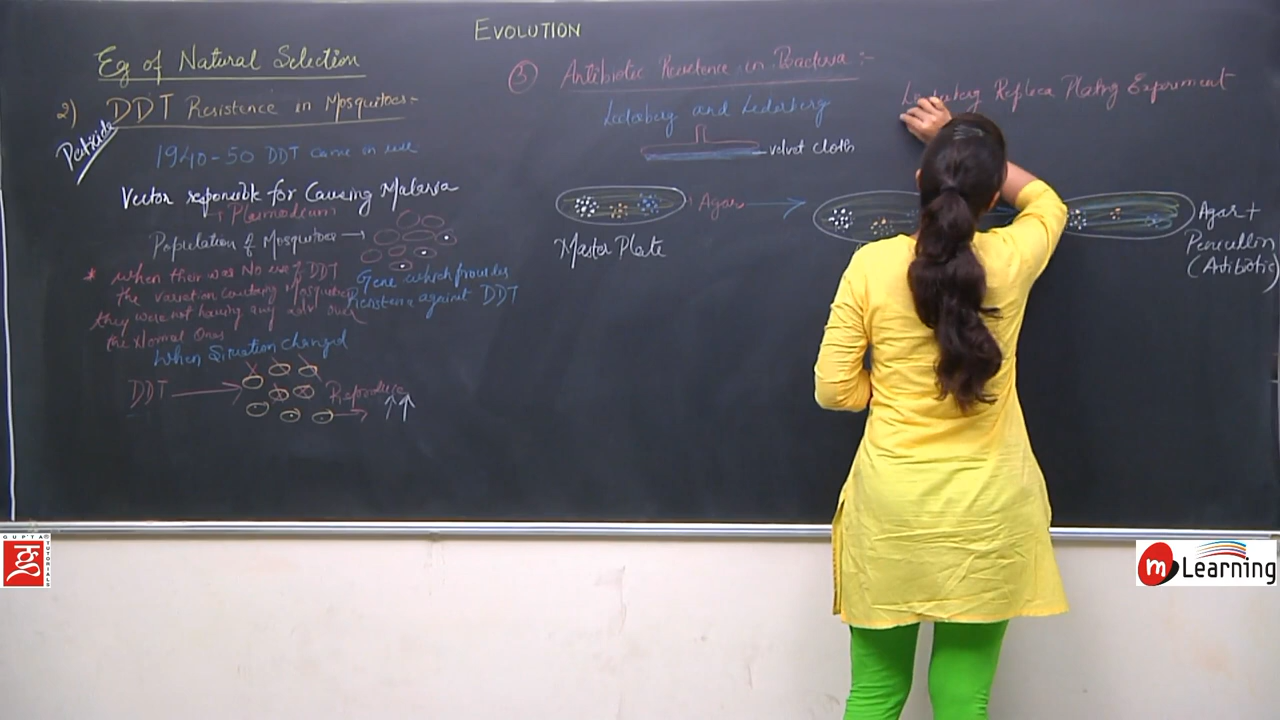 EVOLUTION
Eg of Natural Selection
2) DDT Resistence in Mosquitoes:-
Pesticide
1940-50 DDT came in use
Vector responsible for Causing Malaria
Plasmodium
Population of Mosquitoes →
* When their was No use of DDT
the variation containing Mosquitoes
they were not having any adv over
the Normal Ones
Gene which provides
Resistence against DDT
When Situation changed
DDT → Reproduce ↑↑
③ Antibiotic Resistence in Bacteria :-
Lederberg and Lederberg
velvet cloth
Agar →
Master Plate
Lederberg Replica Plating Experiment
Agar +
Penicillin
(Antibiotic)
GUPTA TUTORIALS
m Learning